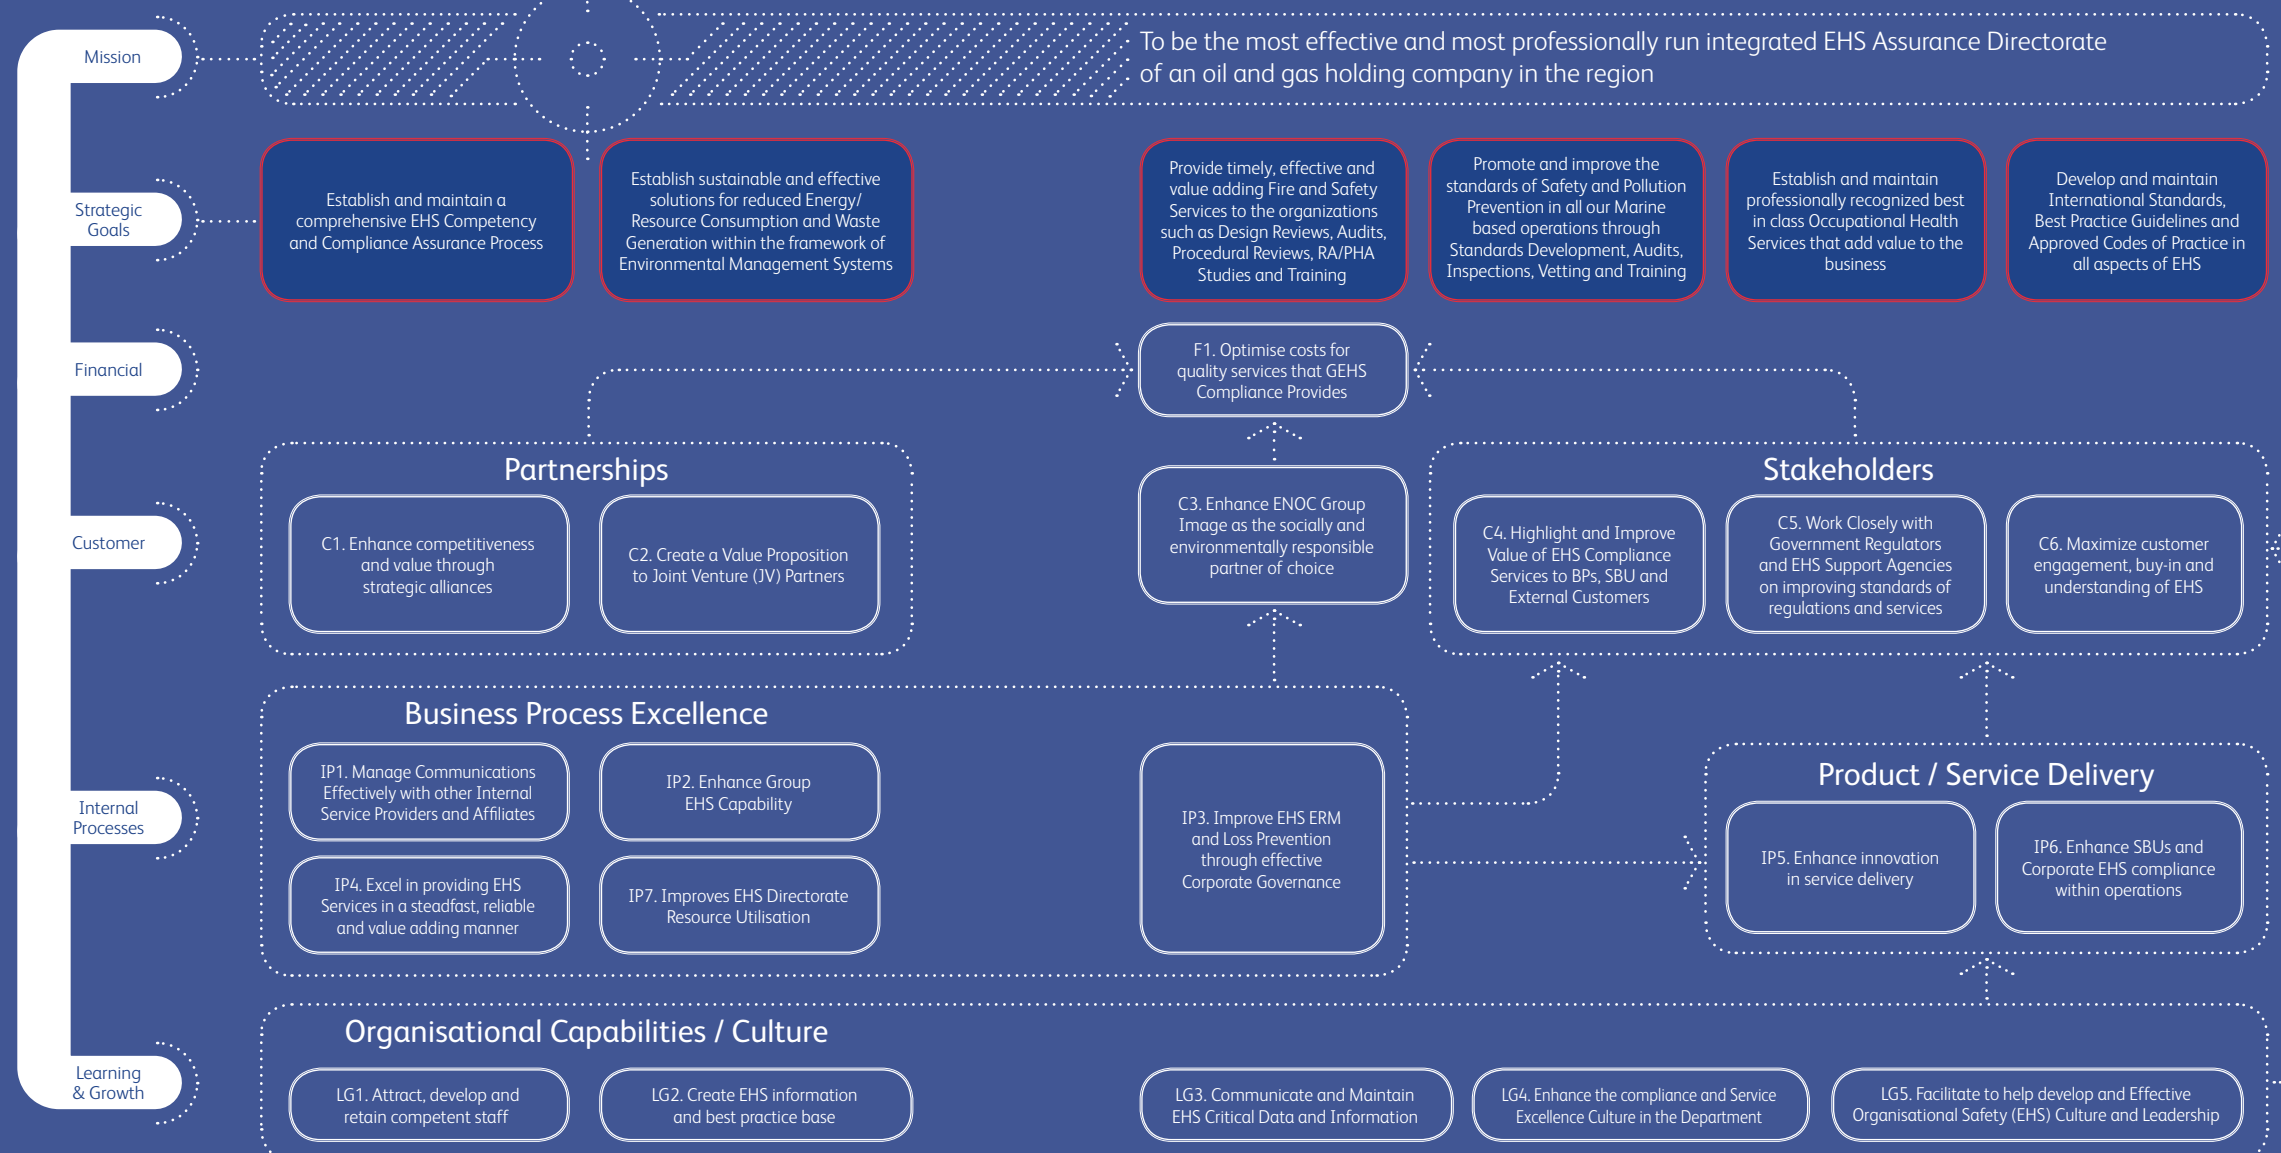 Mission
To be the most effective and most professionally run integrated EHS Assurance Directorate
of an oil and gas holding company in the region
Strategic
Goals
Establish and maintain a
comprehensive EHS Competency
and Compliance Assurance Process
Establish sustainable and effective
solutions for reduced Energy/
Resource Consumption and Waste
Generation within the framework of
Environmental Management Systems
Provide timely, effective and
value adding Fire and Safety
Services to the organizations
such as Design Reviews, Audits,
Procedural Reviews, RA/PHA
Studies and Training
Promote and improve the
standards of Safety and Pollution
Prevention in all our Marine
based operations through
Standards Development, Audits,
Inspections, Vetting and Training
Establish and maintain
professionally recognized best
in class Occupational Health
Services that add value to the
business
Develop and maintain
International Standards,
Best Practice Guidelines and
Approved Codes of Practice in
all aspects of EHS
Financial
F1. Optimise costs for
quality services that GEHS
Compliance Provides
Customer
Partnerships
C1. Enhance competitiveness
and value through
strategic alliances
C2. Create a Value Proposition
to Joint Venture (JV) Partners
C3. Enhance ENOC Group
Image as the socially and
environmentally responsible
partner of choice
Stakeholders
C4. Highlight and Improve
Value of EHS Compliance
Services to BPs, SBU and
External Customers
C5. Work Closely with
Government Regulators
and EHS Support Agencies
on improving standards of
regulations and services
C6. Maximize customer
engagement, buy-in and
understanding of EHS
Internal
Processes
Business Process Excellence
IP1. Manage Communications
Effectively with other Internal
Service Providers and Affiliates
IP2. Enhance Group
EHS Capability
IP4. Excel in providing EHS
Services in a steadfast, reliable
and value adding manner
IP7. Improves EHS Directorate
Resource Utilisation
IP3. Improve EHS ERM
and Loss Prevention
through effective
Corporate Governance
Product / Service Delivery
IP5. Enhance innovation
in service delivery
IP6. Enhance SBUs and
Corporate EHS compliance
within operations
Learning
& Growth
Organisational Capabilities / Culture
LG1. Attract, develop and
retain competent staff
LG2. Create EHS information
and best practice base
LG3. Communicate and Maintain
EHS Critical Data and Information
LG4. Enhance the compliance and Service
Excellence Culture in the Department
LG5. Facilitate to help develop and Effective
Organisational Safety (EHS) Culture and Leadership